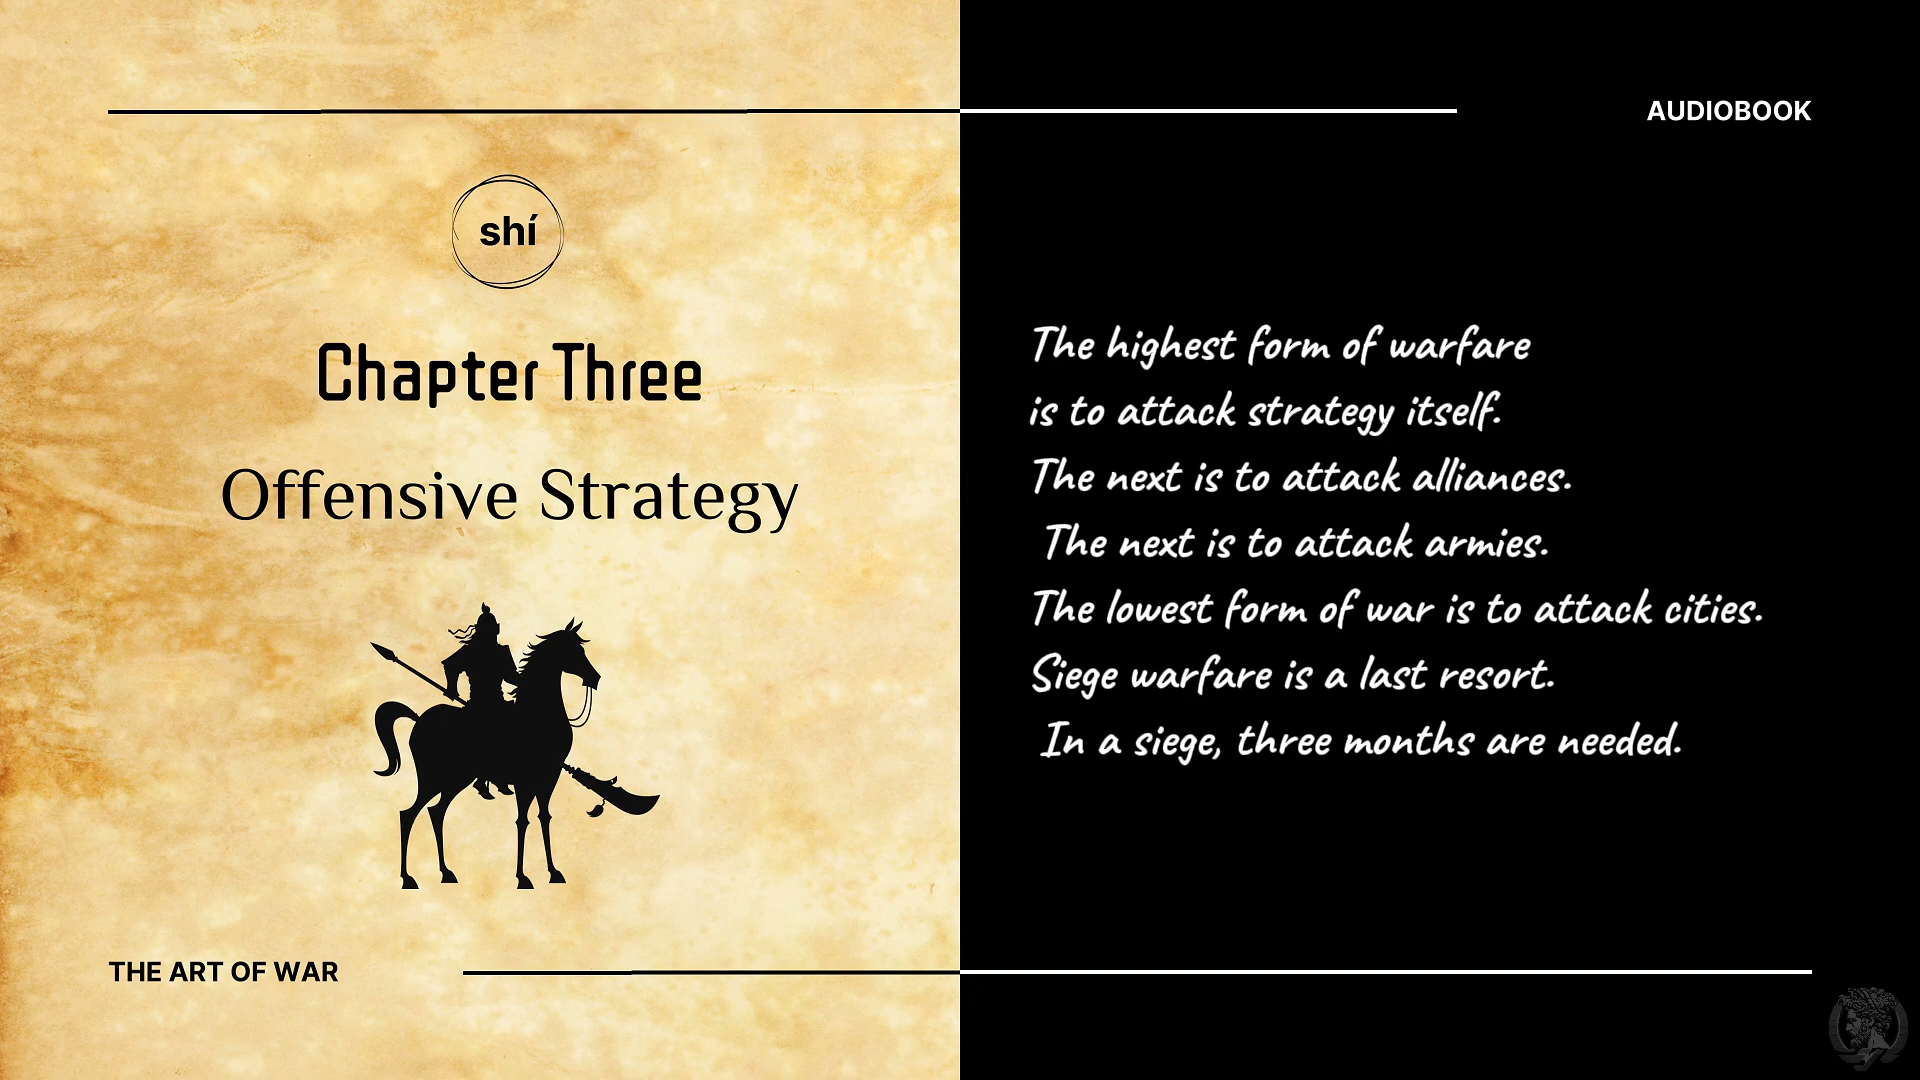 AUDIOBOOK
shí
Chapter Three
Offensive Strategy
THE ART OF WAR
The highest form of warfare
is to attack strategy itself.
The next is to attack alliances.
The next is to attack armies.
The lowest form of war is to attack cities.
Siege warfare is a last resort.
In a siege, three months are needed.